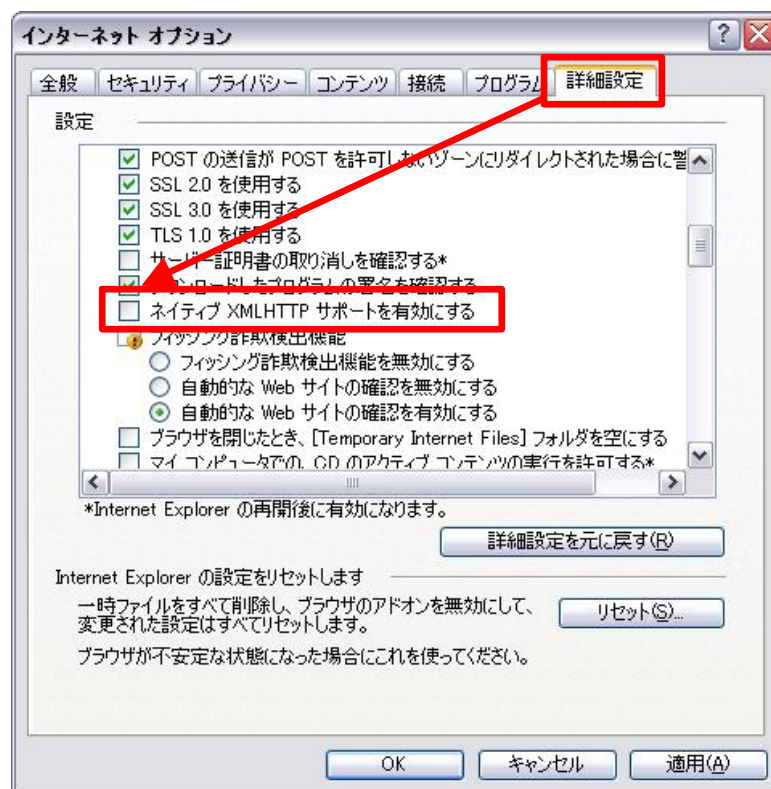 インターネット オプション
全般 セキュリティ プライバシー コンテンツ 接続 プログラム 詳細設定
設定
POST の送信が POST を許可しないゾーンにリダイレクトされた場合に警
SSL 2.0 を使用する
SSL 3.0 を使用する
TLS 1.0 を使用する
サーバー証明書の取り消しを確認する*
ダウンロードしたプログラムの署名を確認する
ネイティブ XMLHTTP サポートを有効にする
フィッシング詐欺検出機能
フィッシング詐欺検出機能を無効にする
自動的な Web サイトの確認を無効にする
自動的な Web サイトの確認を有効にする
ブラウザを閉じたとき、[Temporary Internet Files] フォルダを空にする
マイ コンピュータでの、CD のアクティブ コンテンツの実行を許可する*
*Internet Explorer の再開後に有効になります。
詳細設定を元に戻す(R)
Internet Explorer の設定をリセットします
一時ファイルをすべて削除し、ブラウザのアドオンを無効にして、
変更された設定はすべてリセットします。
リセット(S)...
ブラウザが不安定な状態になった場合にこれを使ってください。
OK キャンセル 適用(A)